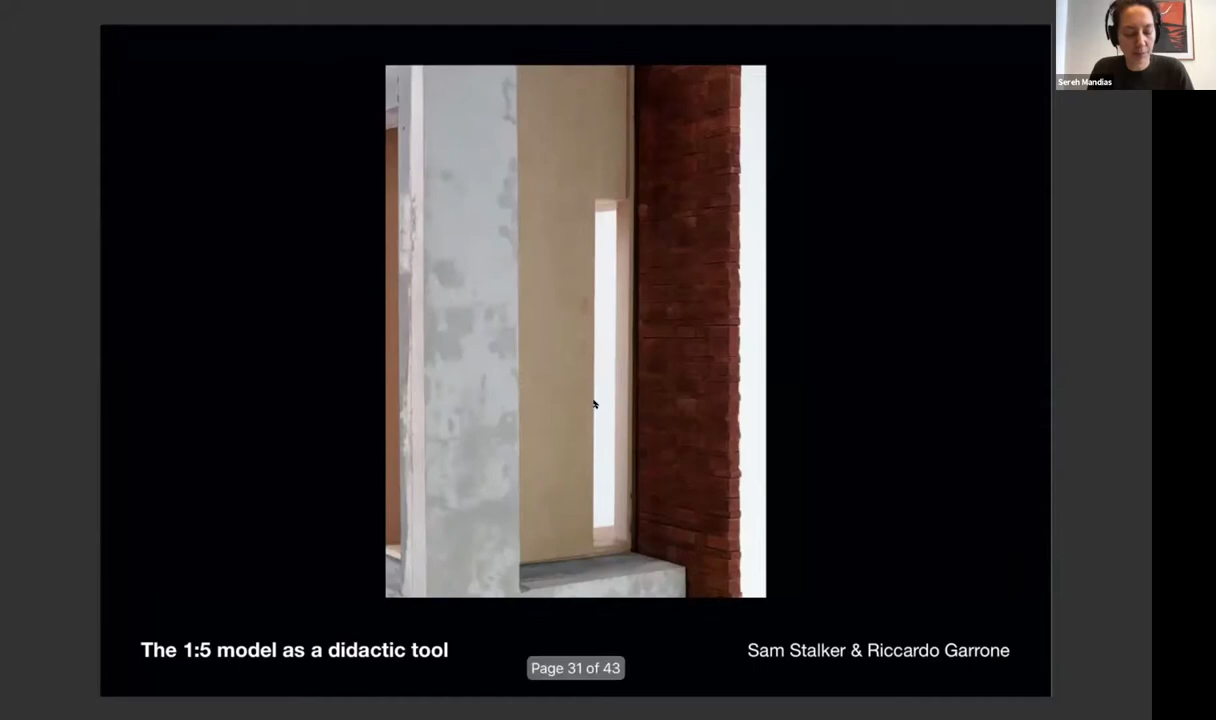 Sereh Mandias
The 1:5 model as a didactic tool
Sam Stalker & Riccardo Garrone
Page 31 of 43